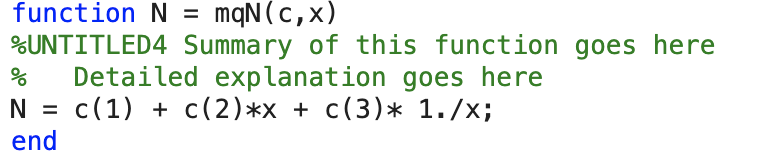 function N = mqN(c,x)
%UNTITLED4 Summary of this function goes here
%   Detailed explanation goes here
N = c(1) + c(2)*x + c(3)* 1./x;
end